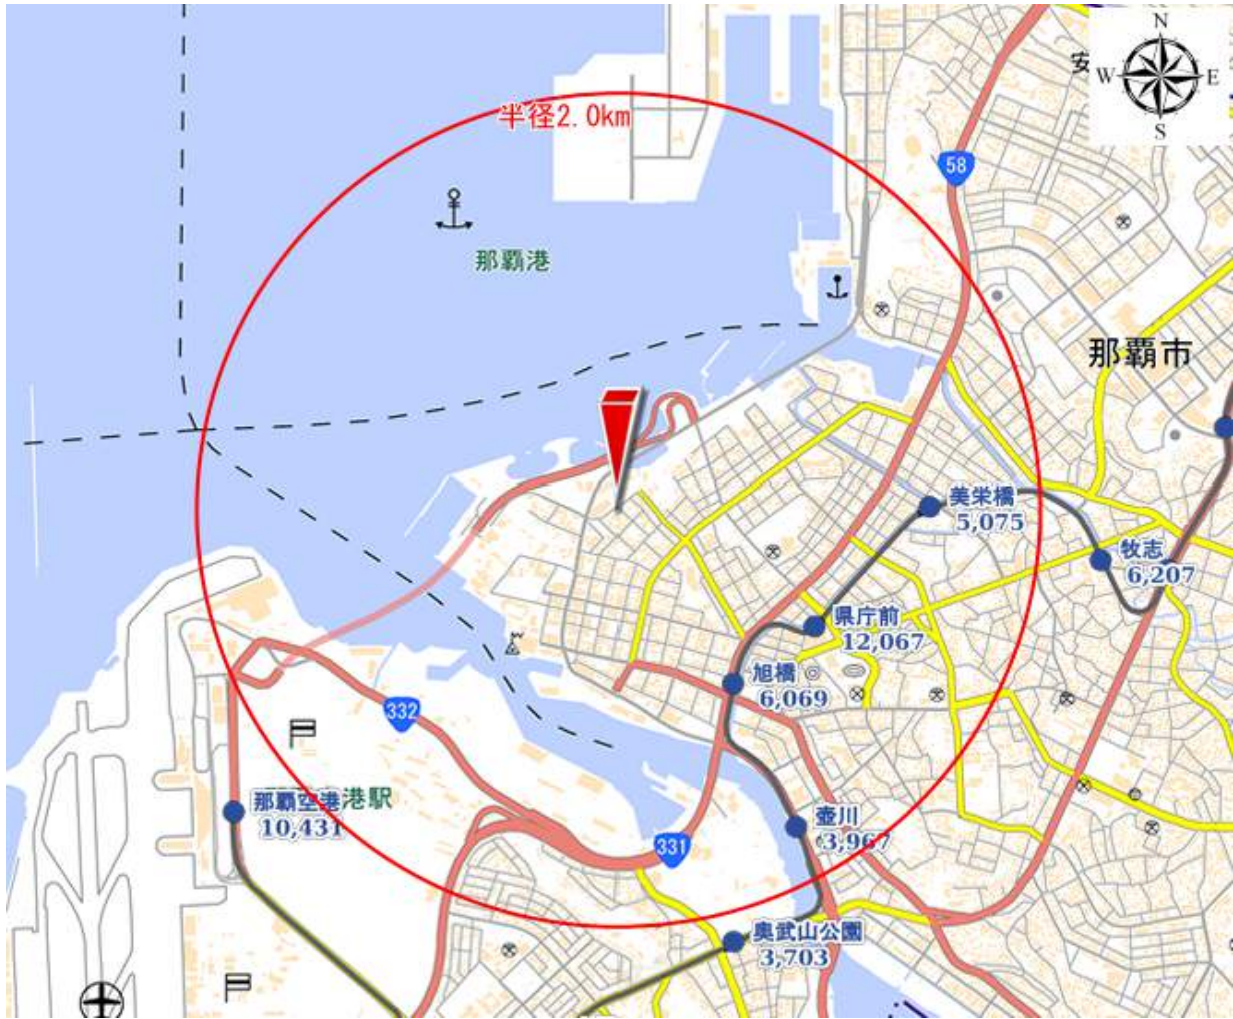 N
安
W E
S
半径2.0km
58
那覇港
那覇市
美栄橋
5,075
牧志
6,207
県庁前
12,067
旭橋
6,069
332
那覇空港
港駅
10,431
壺川
3,967
331
奥武山公園
3,703